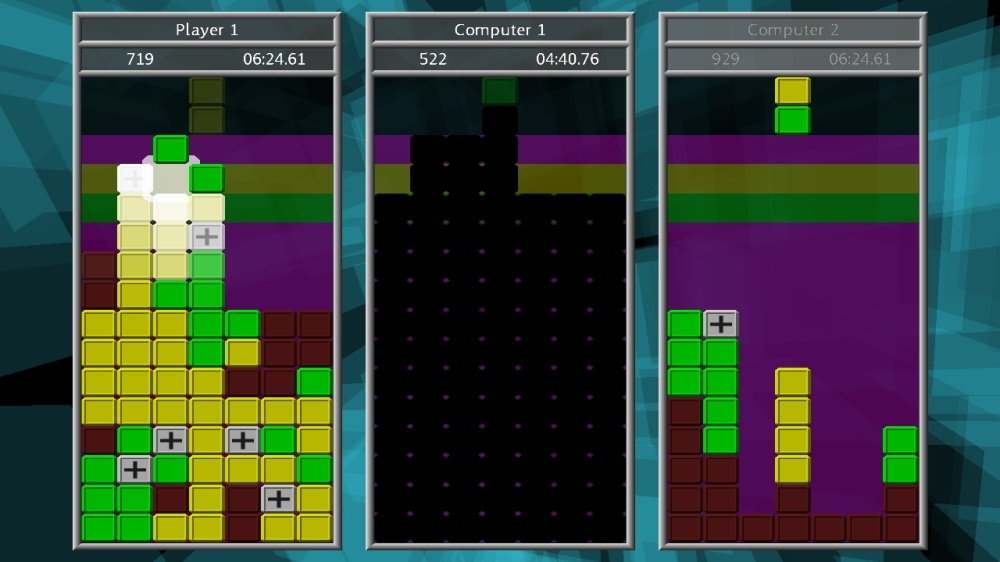 Player 1
719 06:24.61
Computer 1
522 04:40.76
Computer 2
929 06:24.61